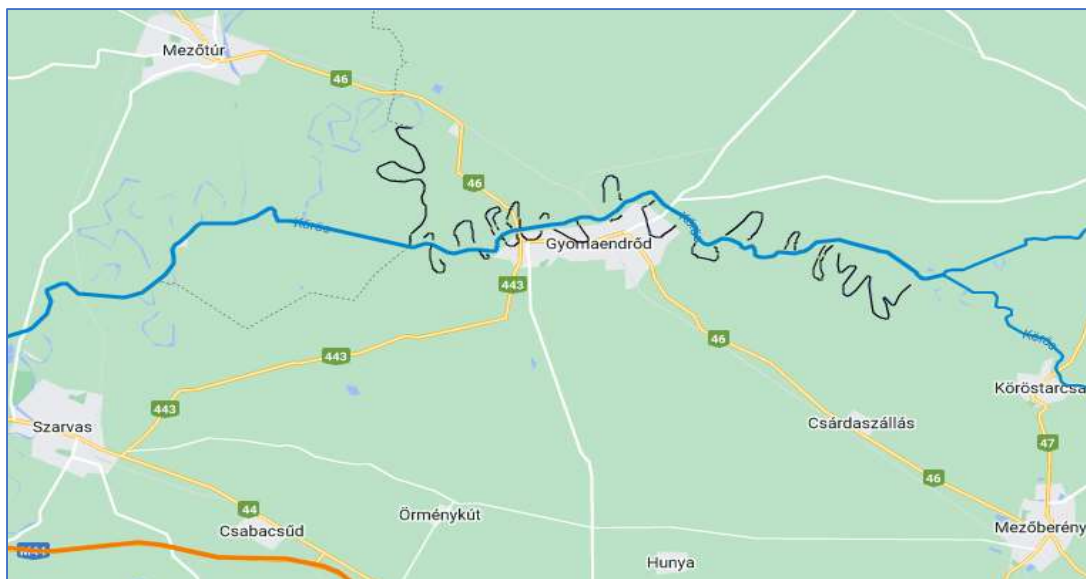 Mezőtúr
46
46
Körös
Gyomaendrőd
Körös
443
46
443
Körös
Köröstarcsa
443
Szarvas
Csárdaszállás
47
46
44
Örménykút
Csabacsűd
Mezőberény
M44
Hunya